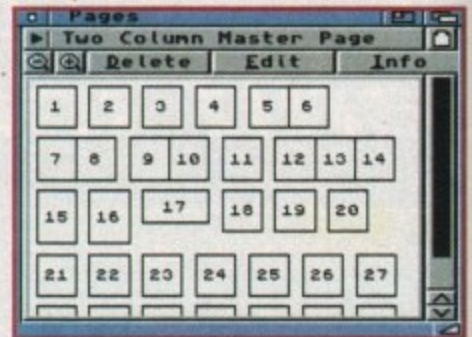 Pages
Two Column Master Page
Delete Edit Info
1 2 3 4 5 6
7 8 9 10 11 12 13 14
15 16 17 18 19 20
21 22 23 24 25 26 27